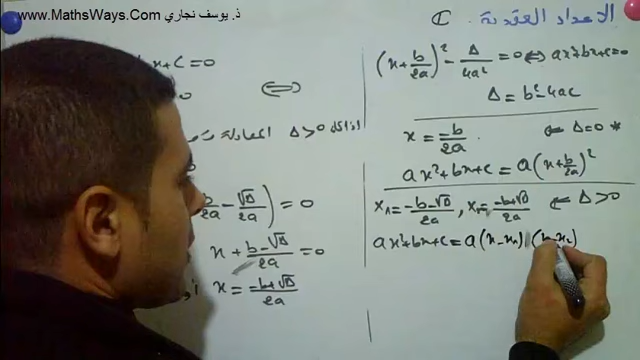 www.MathsWays.Com ذ. يوسف نجاري
الأعداد العقدية . ℂ
(x + b/2a)² - Δ/4a² = 0 ⇔ ax²+bx+c=0
Δ = b² - 4ac
x = -b/2a . ⇐ Δ=0 *
ax²+bx+c = a(x + b/2a)²
x₁ = -b-√Δ/2a , x₂ = -b+√Δ/2a ⇐ Δ>0
ax²+bx+c = a(x-x₁)(x-x₂)
x + c = 0
⇔
Δ>0 المعادلة
b/2a - √Δ/2a) = 0
x + b-√Δ/2a = 0
x = -b+√Δ/2a